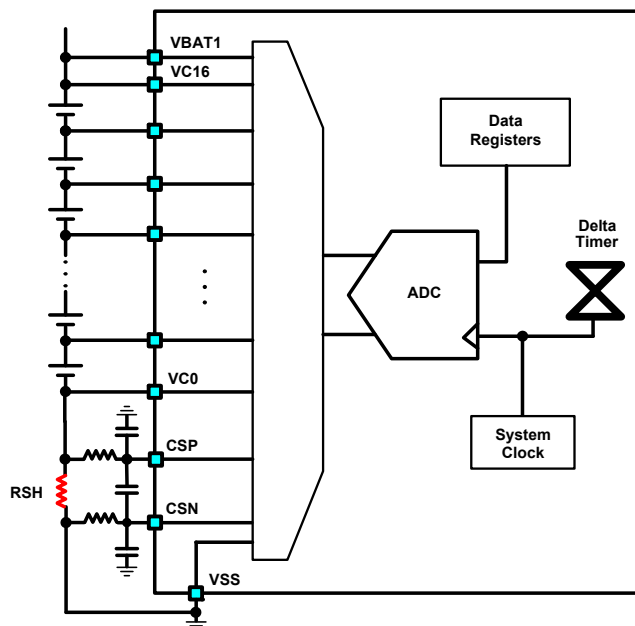 VBAT1
VC16
Data
Registers
Delta
Timer
ADC
VC0
CSP
System
Clock
RSH
CSN
VSS